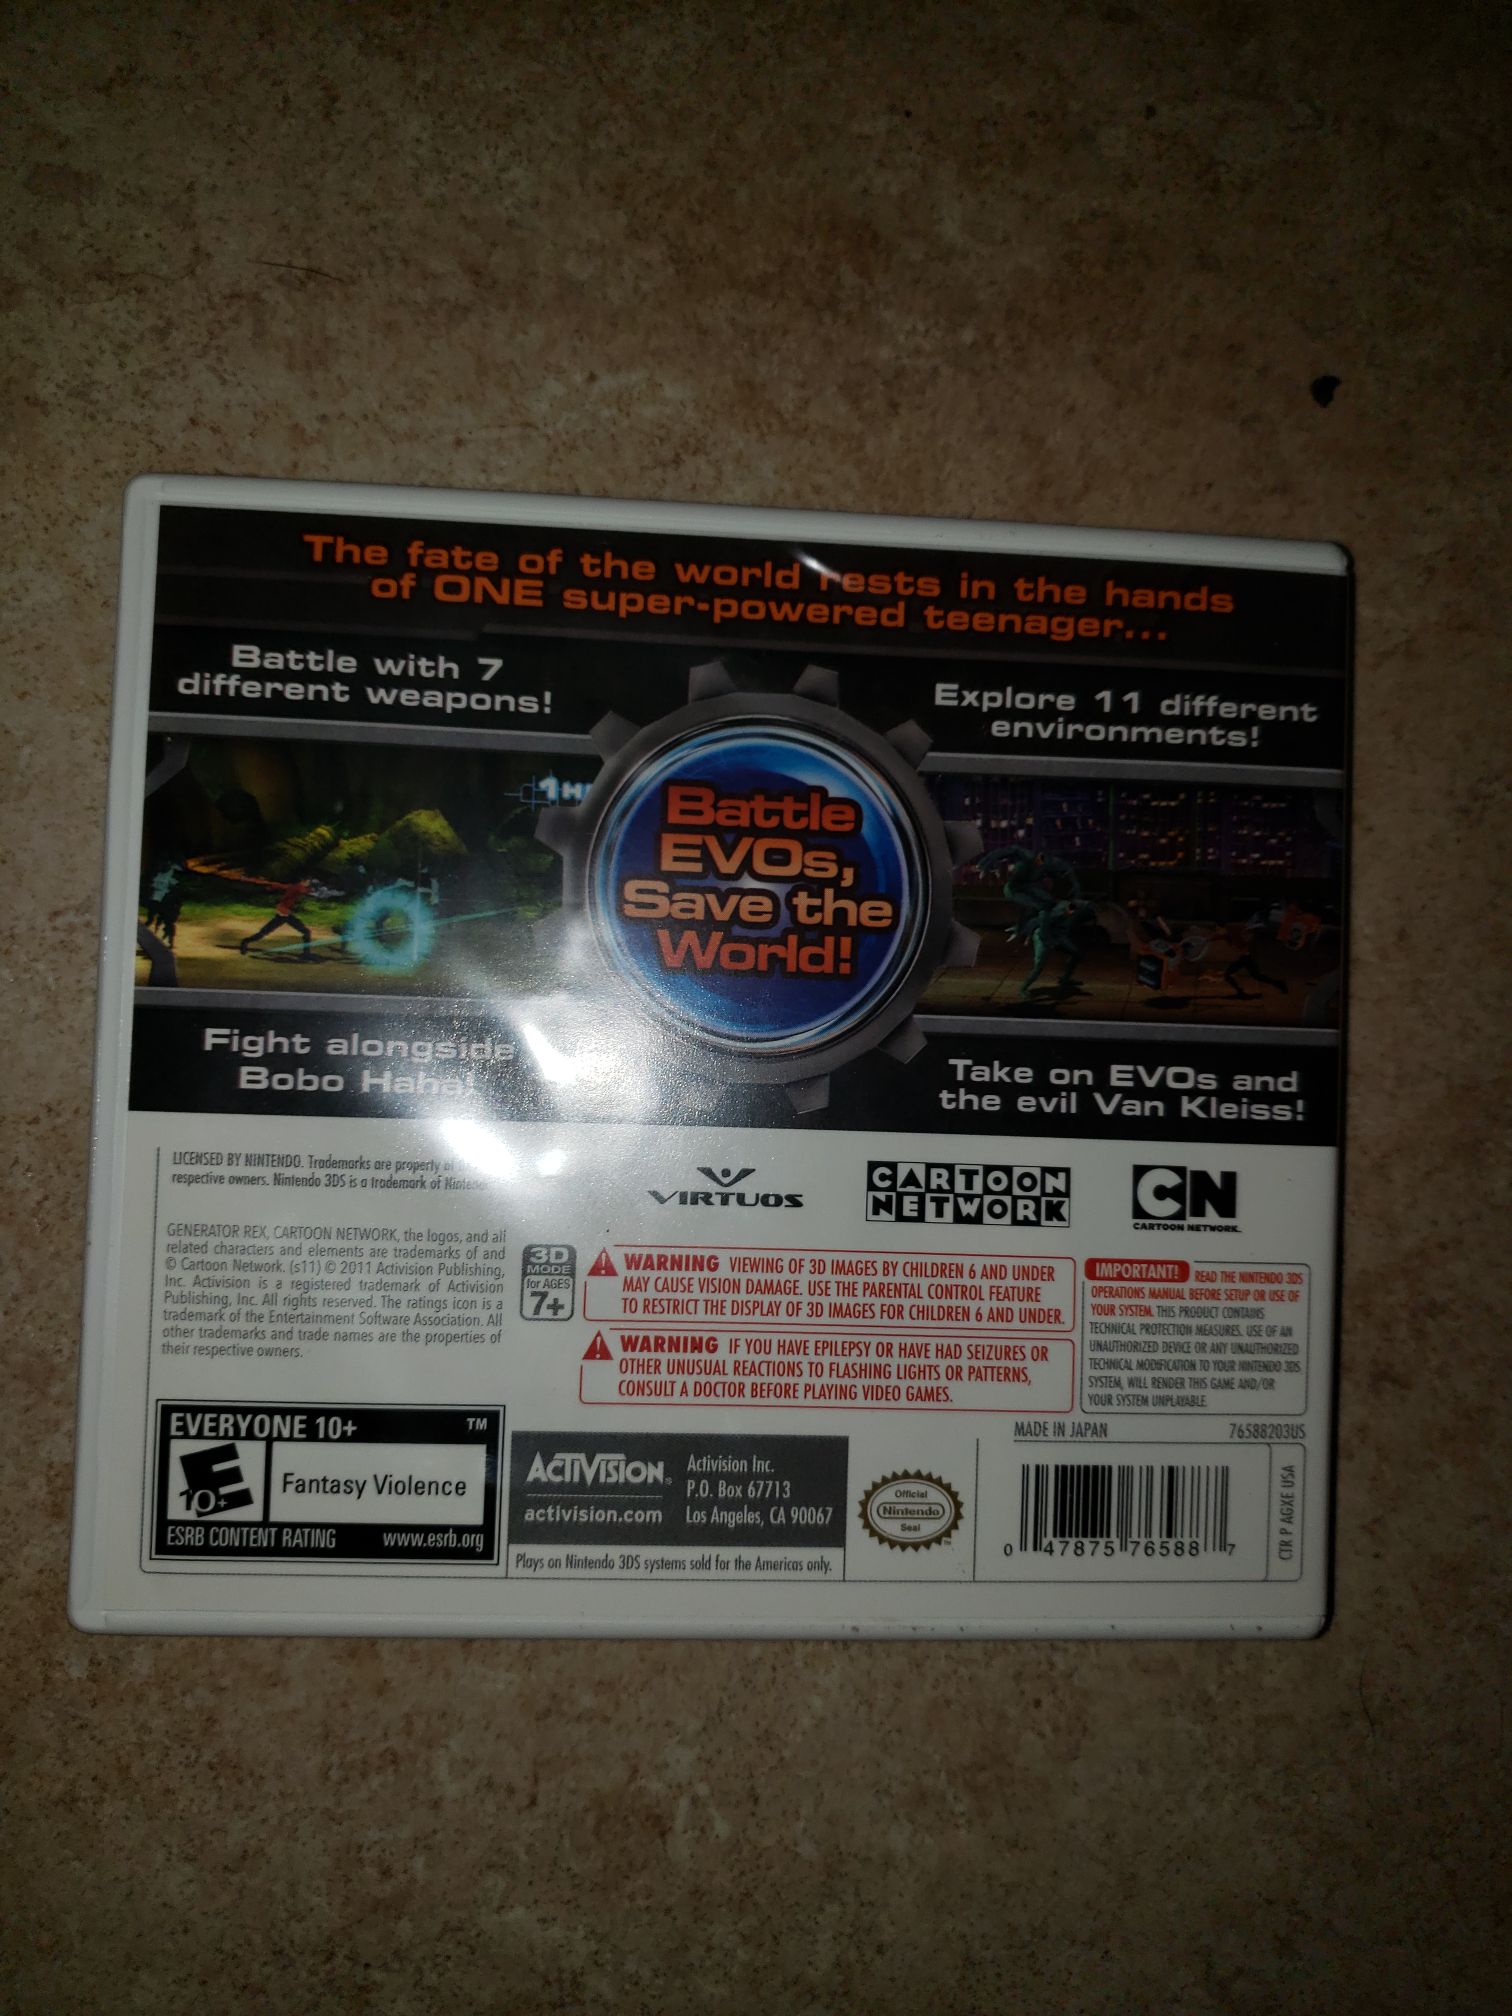 The fate of the world rests in the hands
of ONE super-powered teenager...
Battle with 7
different weapons!
Explore 11 different
environments!
1 H
Battle
EVOs,
Save the
World!
Fight alongside
Bobo Haha!
Take on EVOs and
the evil Van Kleiss!
LICENSED BY NINTENDO. Trademarks are property of
respective owners. Nintendo 3DS is a trademark of
VIRTUOS
CARTOON
NETWORK
CN
CARTOON NETWORK
GENERATOR REX, CARTOON NETWORK, the logos, and all
related characters and elements are trademarks of and
© Cartoon Network. (s11) © 2011 Activision Publishing,
Inc. Activision is a registered trademark of Activision
Publishing, Inc. All rights reserved. The ratings icon is a
trademark of the Entertainment Software Association. All
other trademarks and trade names are the properties of
their respective owners.
3D
MODE
for AGES
7+
WARNING VIEWING OF 3D IMAGES BY CHILDREN 6 AND UNDER
MAY CAUSE VISION DAMAGE. USE THE PARENTAL CONTROL FEATURE
TO RESTRICT THE DISPLAY OF 3D IMAGES FOR CHILDREN 6 AND UNDER.
WARNING IF YOU HAVE EPILEPSY OR HAVE HAD SEIZURES OR
OTHER UNUSUAL REACTIONS TO FLASHING LIGHTS OR PATTERNS,
CONSULT A DOCTOR BEFORE PLAYING VIDEO GAMES.
IMPORTANT! READ THE NINTENDO 3DS
OPERATIONS MANUAL BEFORE SETUP OR USE OF
YOUR SYSTEM. THIS PRODUCT CONTAINS
TECHNICAL PROTECTION MEASURES. USE OF AN
UNAUTHORIZED DEVICE OR ANY UNAUTHORIZED
TECHNICAL MODIFICATION TO YOUR NINTENDO 3DS
SYSTEM, WILL RENDER THIS GAME AND/OR
YOUR SYSTEM UNPLAYABLE.
EVERYONE 10+ ™
E
10+
Fantasy Violence
ESRB CONTENT RATING www.esrb.org
ACTIVISION®
activision.com
Activision Inc.
P.O. Box 67713
Los Angeles, CA 90067
Plays on Nintendo 3DS systems sold for the Americas only.
Official
Nintendo
Seal
MADE IN JAPAN 76588203US
0 47875 76588 7
CTR P AGXE USA